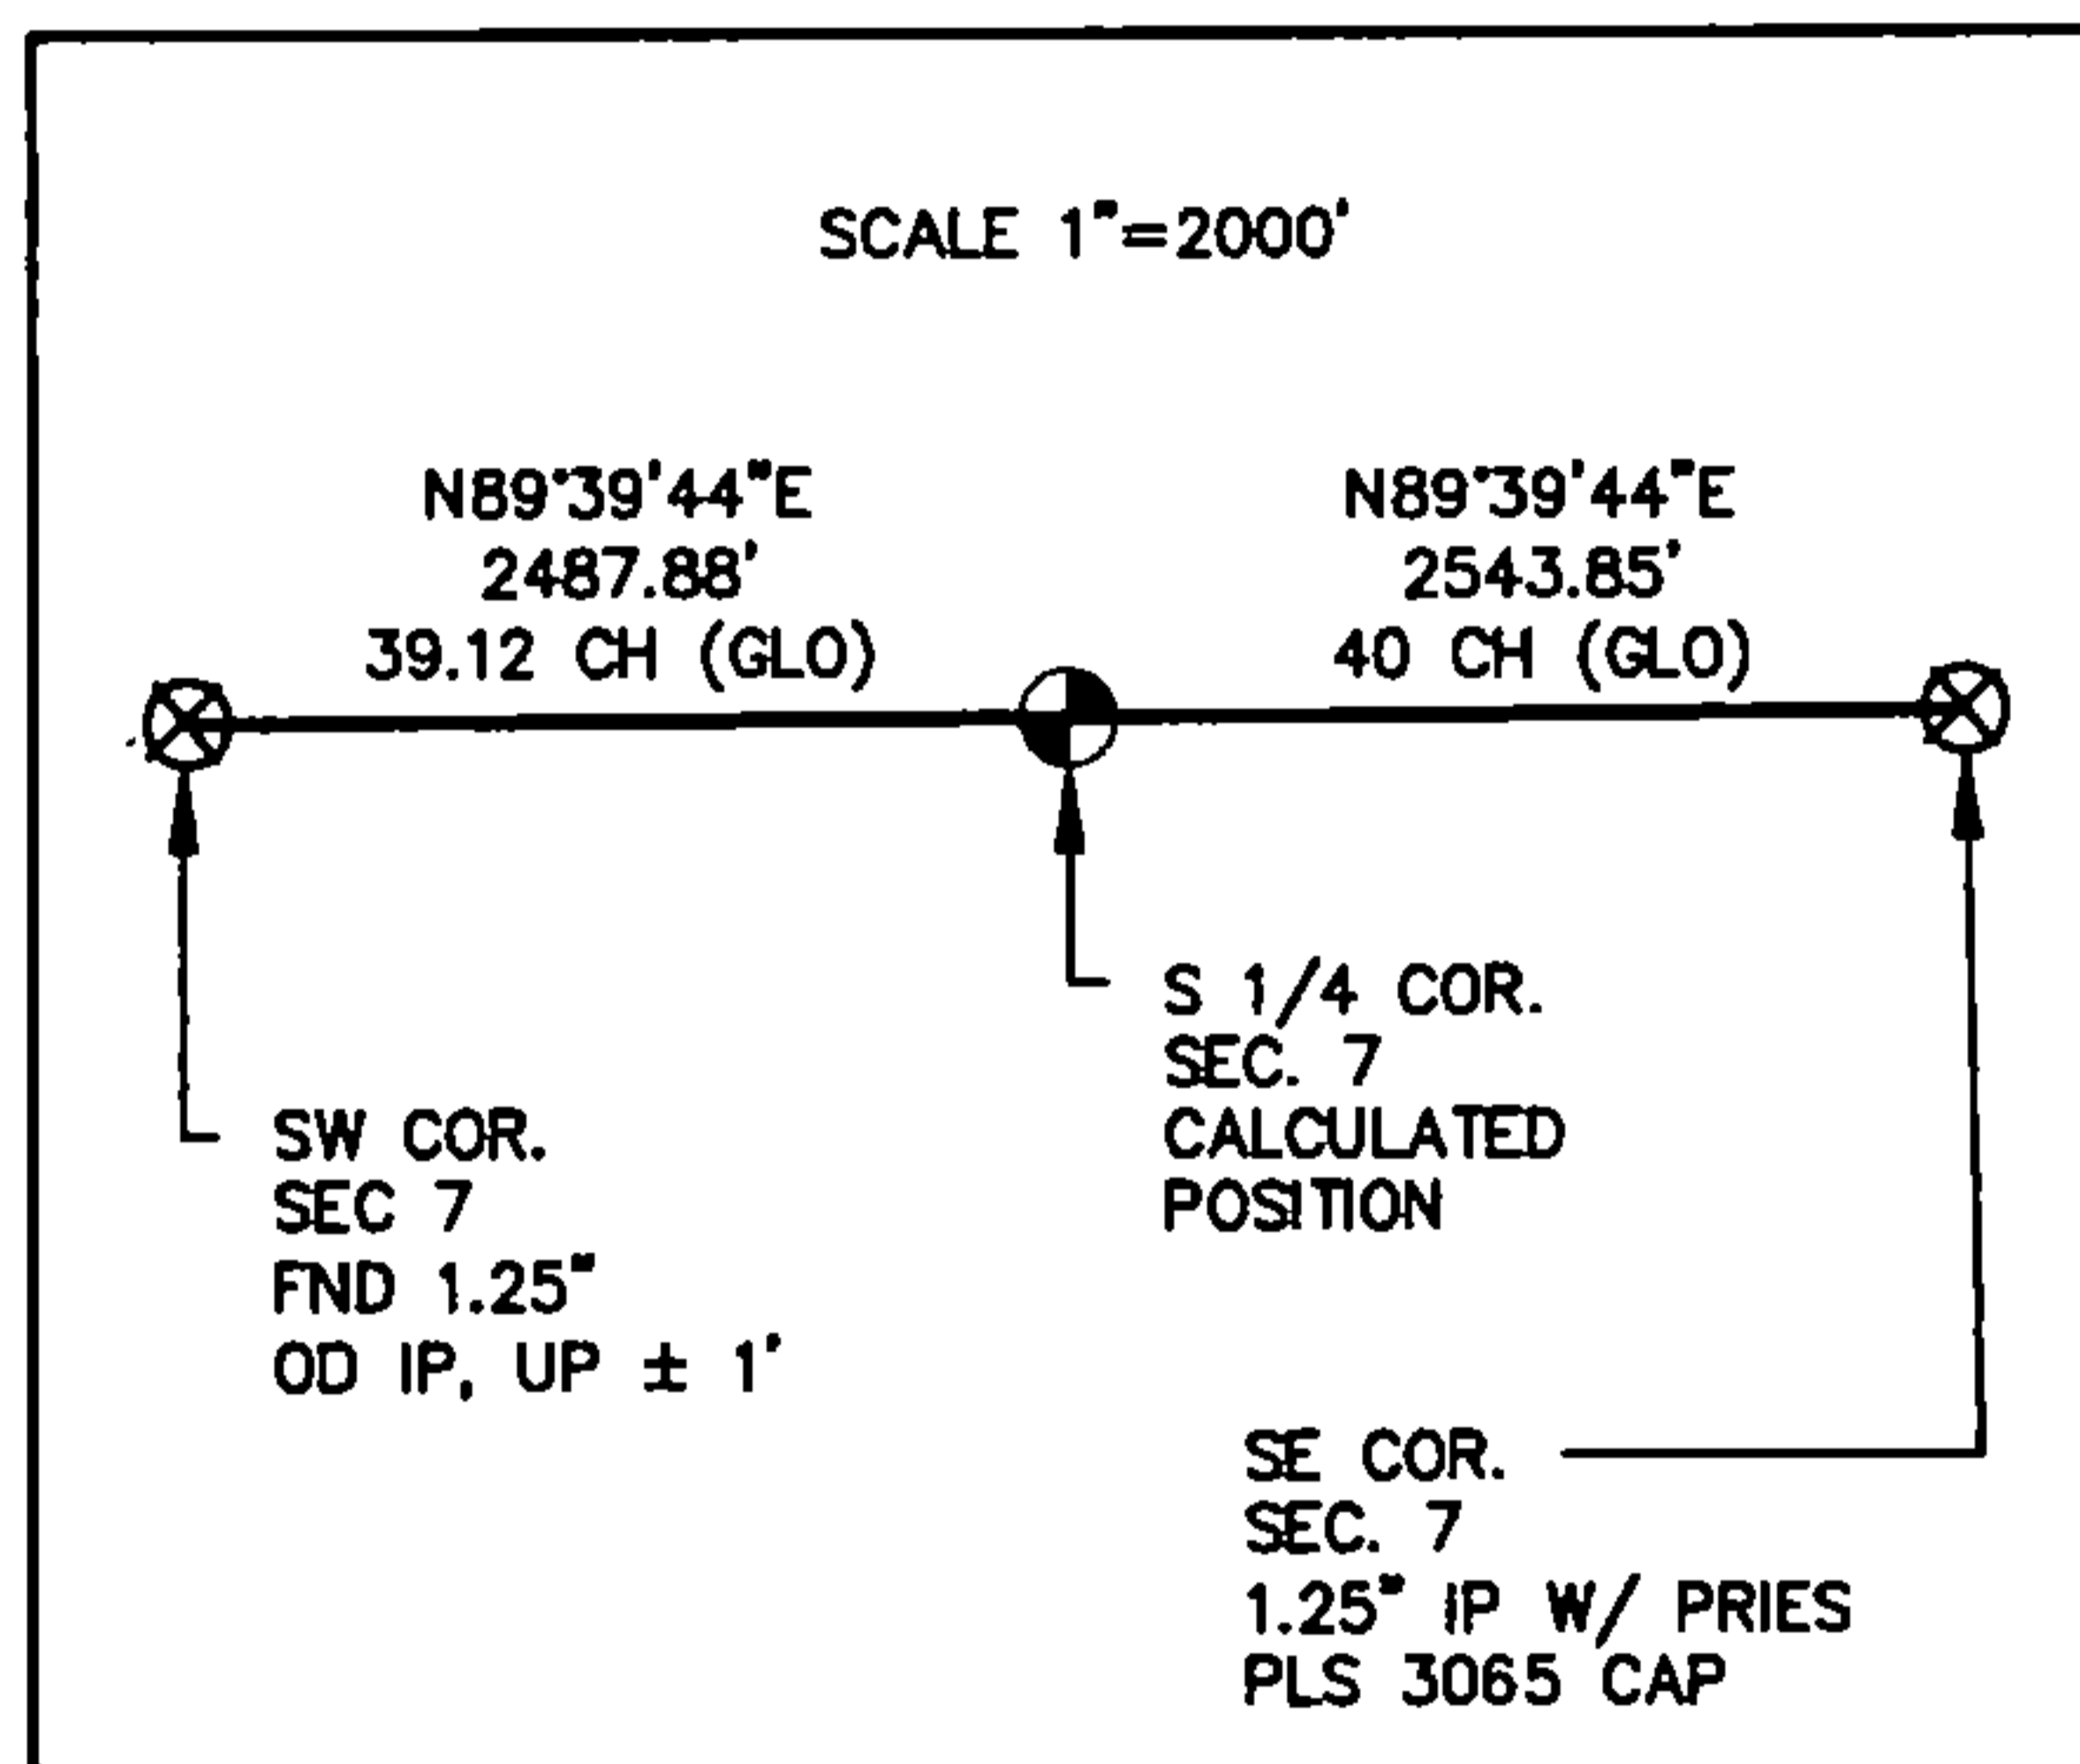 SCALE 1"=2000'
N89°39'44"E
2487.88'
39.12 CH (GLO)
N89°39'44"E
2543.85'
40 CH (GLO)
S 1/4 COR.
SEC. 7
CALCULATED
POSITION
SW COR.
SEC 7
FND 1.25"
OD IP, UP ± 1'
SE COR.
SEC. 7
1.25" IP W/ PRIES
PLS 3065 CAP